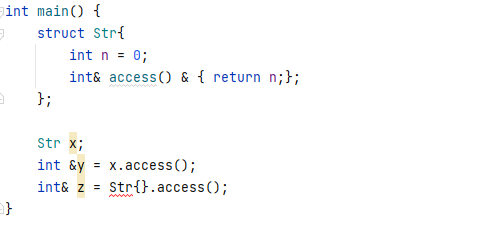 int main() {
    struct Str{
        int n = 0;
        int& access() & { return n;};
    };

    Str x;
    int &y = x.access();
    int& z = Str{}.access();
}